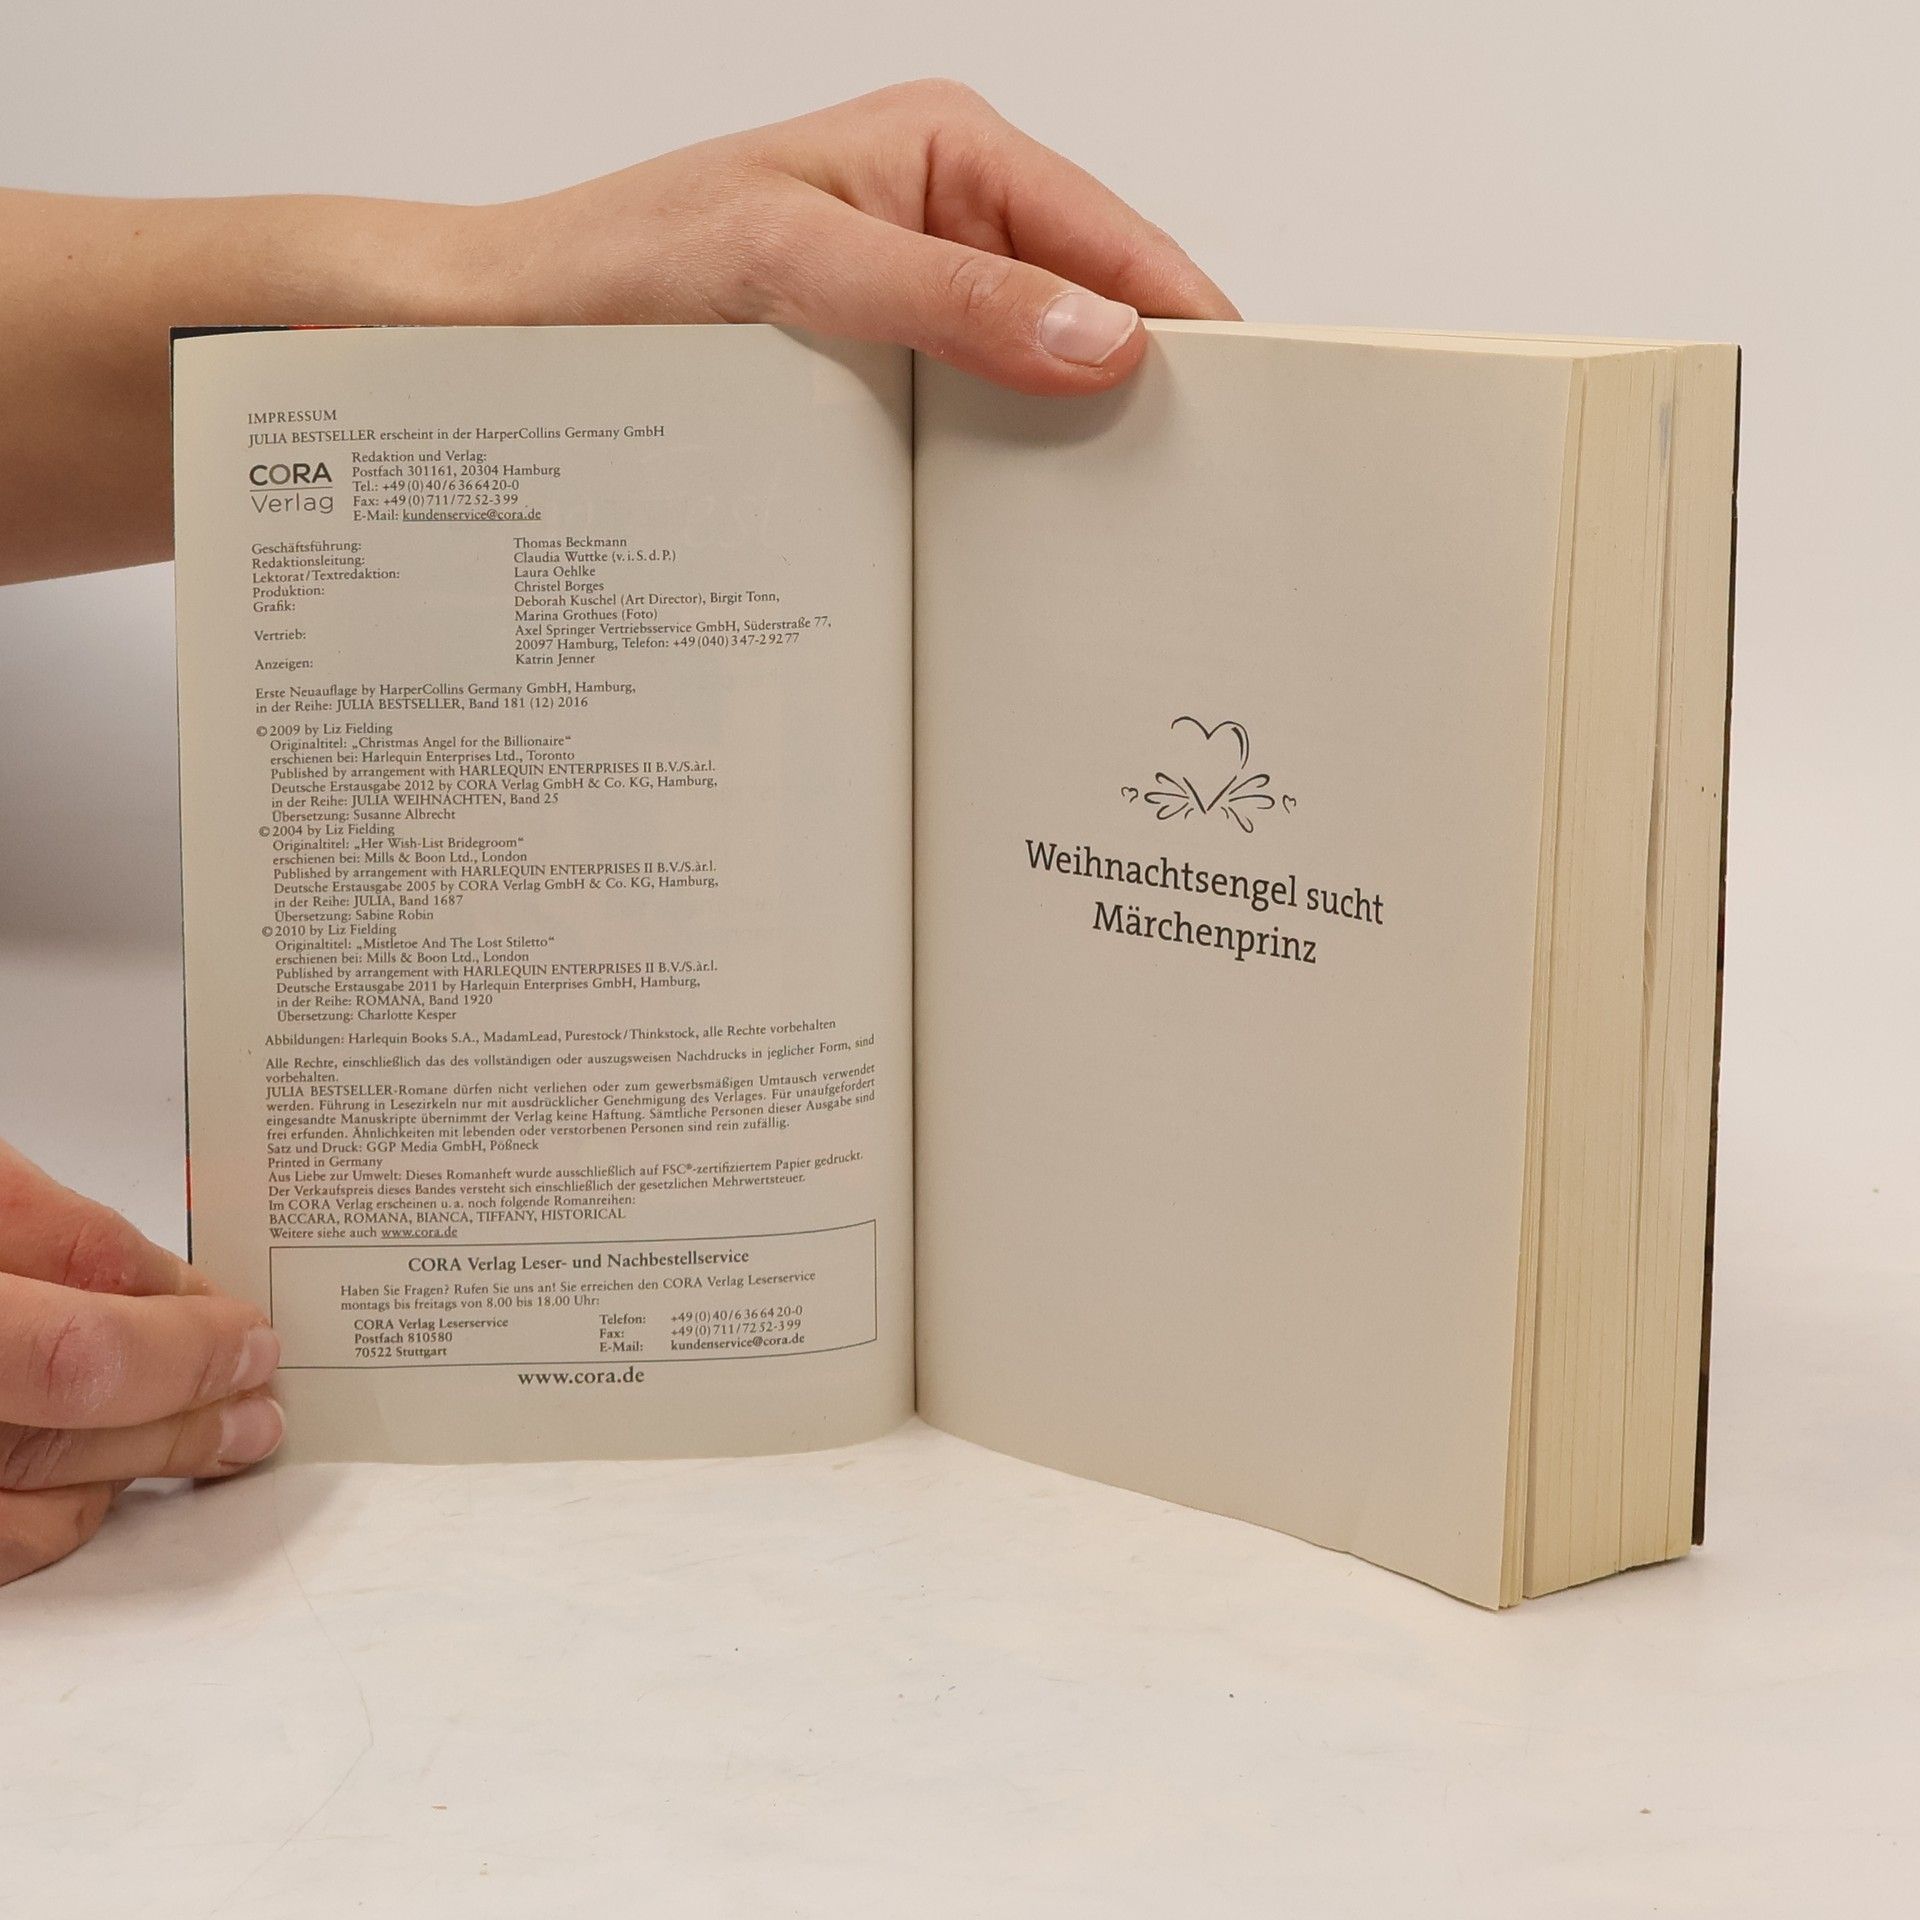 IMPRESSUM
JULIA BESTSELLER erscheint in der HarperCollins Germany GmbH
CORA
Verlag
Redaktion und Verlag:
Postfach 301161, 20304 Hamburg
Tel.: +49(0)40/6366420-0
Fax: +49(0)711/7252-399
E-Mail: kundenservice@cora.de
Geschäftsführung: Thomas Beckmann
Redaktionsleitung: Claudia Wuttke (v.i.S.d.P.)
Lektorat/Textredaktion: Laura Oehlke
Produktion: Christel Borges
Grafik: Deborah Kuschel (Art Director), Birgit Tonn,
Marina Grothues (Foto)
Vertrieb: Axel Springer Vertriebsservice GmbH, Süderstraße 77,
20097 Hamburg, Telefon: +49(040)347-29277
Anzeigen: Katrin Jenner
Erste Neuauflage by HarperCollins Germany GmbH, Hamburg,
in der Reihe: JULIA BESTSELLER, Band 181 (12) 2016
© 2009 by Liz Fielding
Originaltitel: „Christmas Angel for the Billionaire“
erschienen bei: Harlequin Enterprises Ltd., Toronto
Published by arrangement with HARLEQUIN ENTERPRISES II B.V./S.àr.l.
Deutsche Erstausgabe 2012 by CORA Verlag GmbH & Co. KG, Hamburg,
in der Reihe: JULIA WEIHNACHTEN, Band 25
Übersetzung: Susanne Albrecht
© 2004 by Liz Fielding
Originaltitel: „Her Wish-List Bridegroom“
erschienen bei: Mills & Boon Ltd., London
Published by arrangement with HARLEQUIN ENTERPRISES II B.V./S.àr.l.
Deutsche Erstausgabe 2005 by CORA Verlag GmbH & Co. KG, Hamburg,
in der Reihe: JULIA, Band 1687
Übersetzung: Sabine Robin
© 2010 by Liz Fielding
Originaltitel: „Mistletoe And The Lost Stiletto“
erschienen bei: Mills & Boon Ltd., London
Published by arrangement with HARLEQUIN ENTERPRISES II B.V./S.àr.l.
Deutsche Erstausgabe 2011 by Harlequin Enterprises GmbH, Hamburg,
in der Reihe: ROMANA, Band 1920
Übersetzung: Charlotte Kesper
Abbildungen: Harlequin Books S.A., MadamLead, Purestock/Thinkstock, alle Rechte vorbehalten
Alle Rechte, einschließlich das des vollständigen oder auszugsweisen Nachdrucks in jeglicher Form, sind
vorbehalten.
JULIA BESTSELLER-Romane dürfen nicht verliehen oder zum gewerbsmäßigen Umtausch verwendet
werden. Führung in Lesezirkeln nur mit ausdrücklicher Genehmigung des Verlages. Für unaufgefordert
eingesandte Manuskripte übernimmt der Verlag keine Haftung. Sämtliche Personen dieser Ausgabe sind
frei erfunden. Ähnlichkeiten mit lebenden oder verstorbenen Personen sind rein zufällig.
Satz und Druck: GGP Media GmbH, Pößneck
Printed in Germany
Aus Liebe zur Umwelt: Dieses Romanheft wurde ausschließlich auf FSC®-zertifiziertem Papier gedruckt.
Der Verkaufspreis dieses Bandes versteht sich einschließlich der gesetzlichen Mehrwertsteuer.
Im CORA Verlag erscheinen u.a. noch folgende Romanreihen:
BACCARA, ROMANA, BIANCA, TIFFANY, HISTORICAL
Weitere siehe auch www.cora.de
CORA Verlag Leser- und Nachbestellservice
Haben Sie Fragen? Rufen Sie uns an! Sie erreichen den CORA Verlag Leserservice
montags bis freitags von 8.00 bis 18.00 Uhr:
CORA Verlag Leserservice
Postfach 810580
70522 Stuttgart
Telefon: +49(0)40/6366420-0
Fax: +49(0)711/7252-399
E-Mail: kundenservice@cora.de
www.cora.de
Weihnachtsengel sucht
Märchenprinz